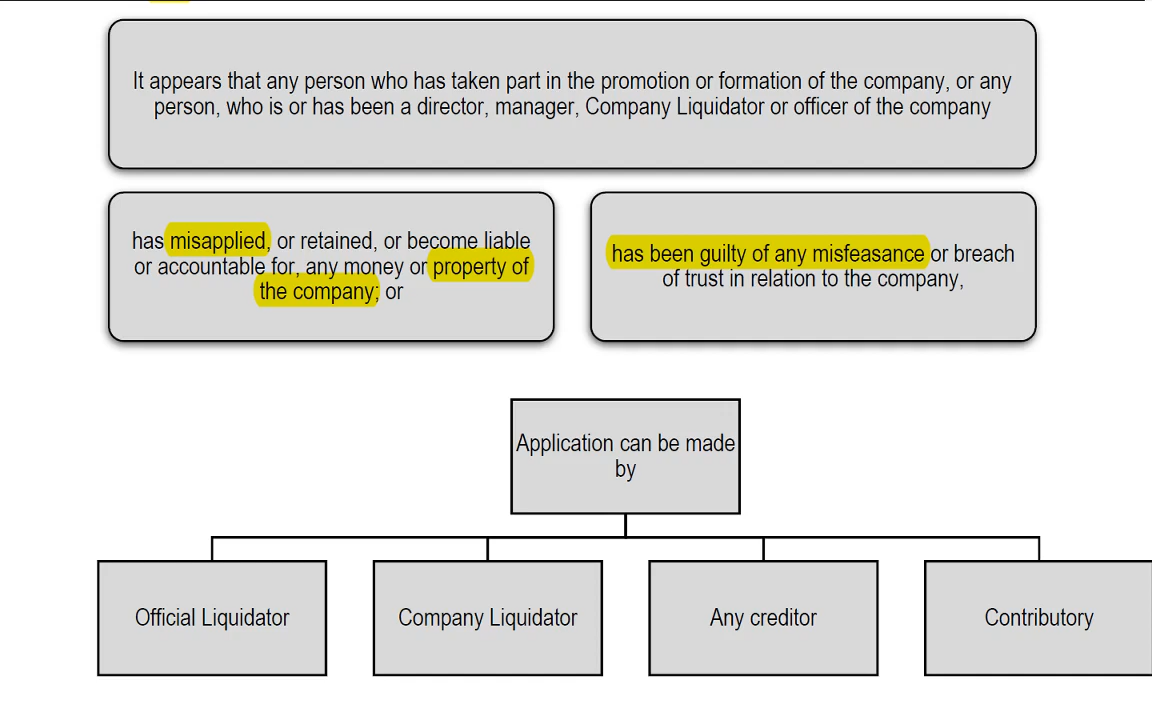 It appears that any person who has taken part in the promotion or formation of the company, or any
person, who is or has been a director, manager, Company Liquidator or officer of the company
has misapplied, or retained, or become liable
or accountable for, any money or property of
the company; or
has been guilty of any misfeasance or breach
of trust in relation to the company,
Application can be made
by
Official Liquidator
Company Liquidator
Any creditor
Contributory